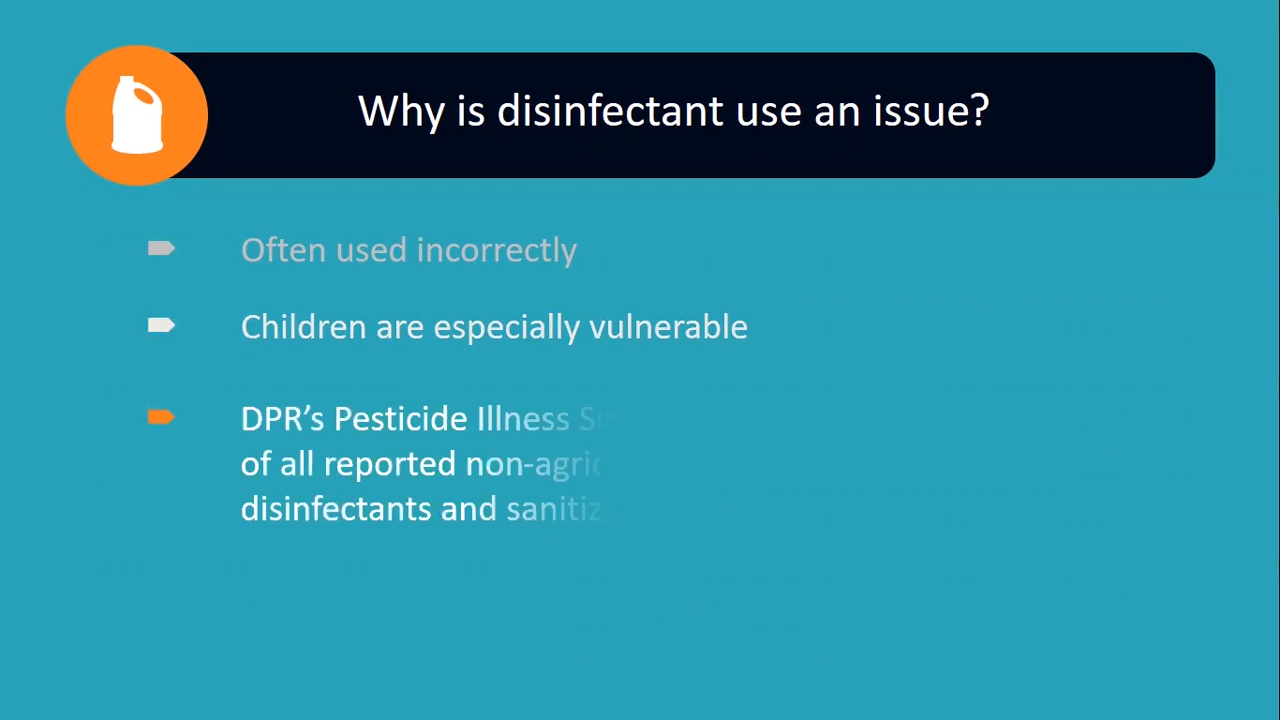 Why is disinfectant use an issue?
Often used incorrectly
Children are especially vulnerable
DPR’s Pesticide Illness
of all reported
disinfectants and